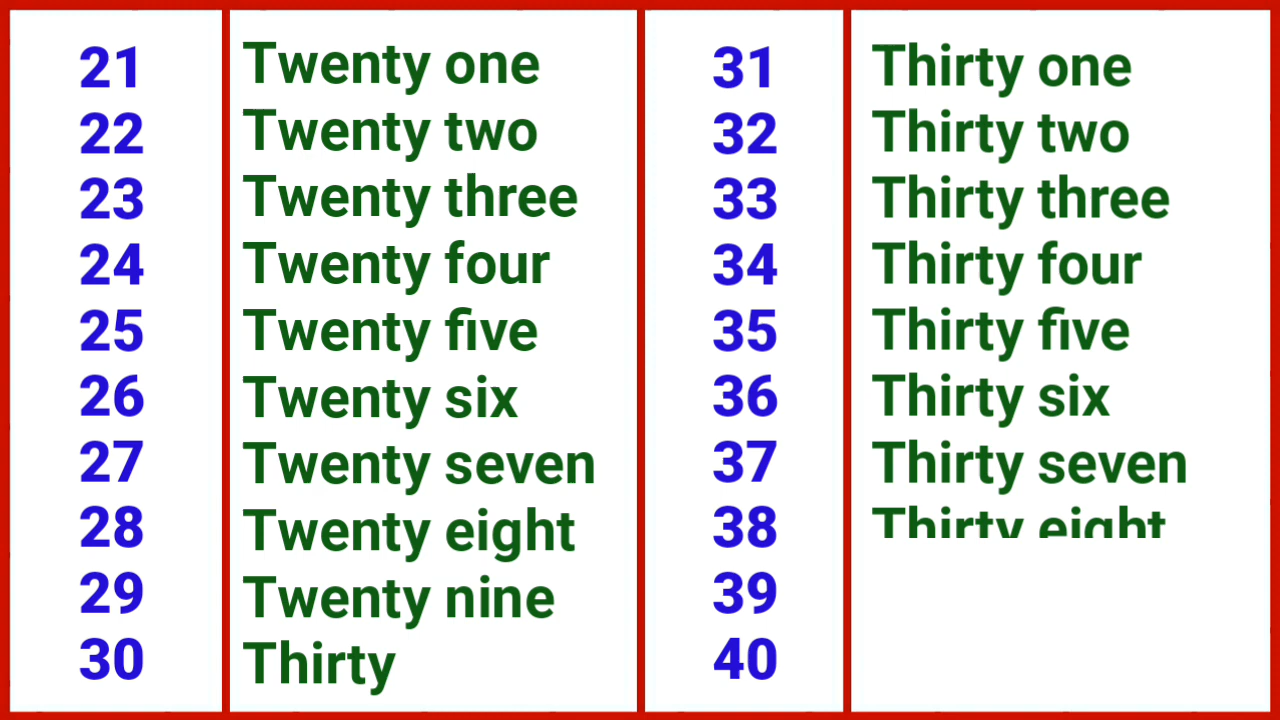 21 Twenty one
22 Twenty two
23 Twenty three
24 Twenty four
25 Twenty five
26 Twenty six
27 Twenty seven
28 Twenty eight
29 Twenty nine
30 Thirty
31 Thirty one
32 Thirty two
33 Thirty three
34 Thirty four
35 Thirty five
36 Thirty six
37 Thirty seven
38 Thirty eight
39
40